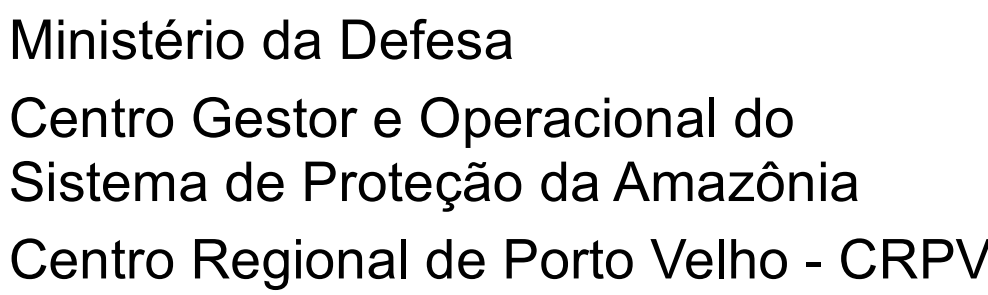 Ministério da Defesa
Centro Gestor e Operacional do
Sistema de Proteção da Amazônia
Centro Regional de Porto Velho - CRPV